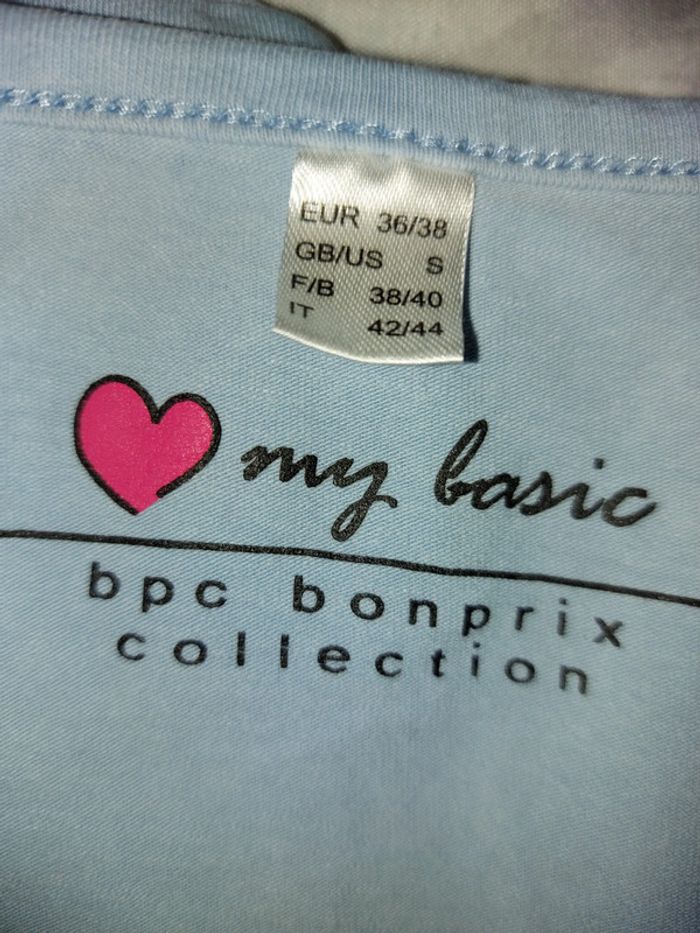 EUR 36/38
GB/US S
F/B 38/40
IT 42/44
my basic
bpc bonprix
collection